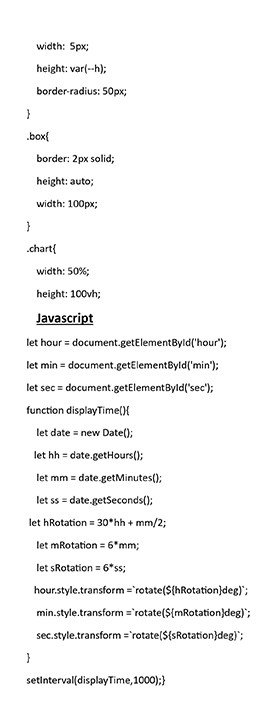 width:  5px;
height: var(--h);
border-radius: 50px;
}
.box{
border: 2px solid;
height: auto;
width: 100px;
}
.chart{
width: 50%;
height: 100vh;
Javascript
let hour = document.getElementById('hour');
let min = document.getElementById('min');
let sec = document.getElementById('sec');
function displayTime(){
let date = new Date();
let hh = date.getHours();
let mm = date.getMinutes();
let ss = date.getSeconds();
let hRotation = 30*hh + mm/2;
let mRotation = 6*mm;
let sRotation = 6*ss;
hour.style.transform =`rotate(${hRotation}deg)`;
min.style.transform =`rotate(${mRotation}deg)`;
sec.style.transform =`rotate(${sRotation}deg)`;
}
setInterval(displayTime,1000);}